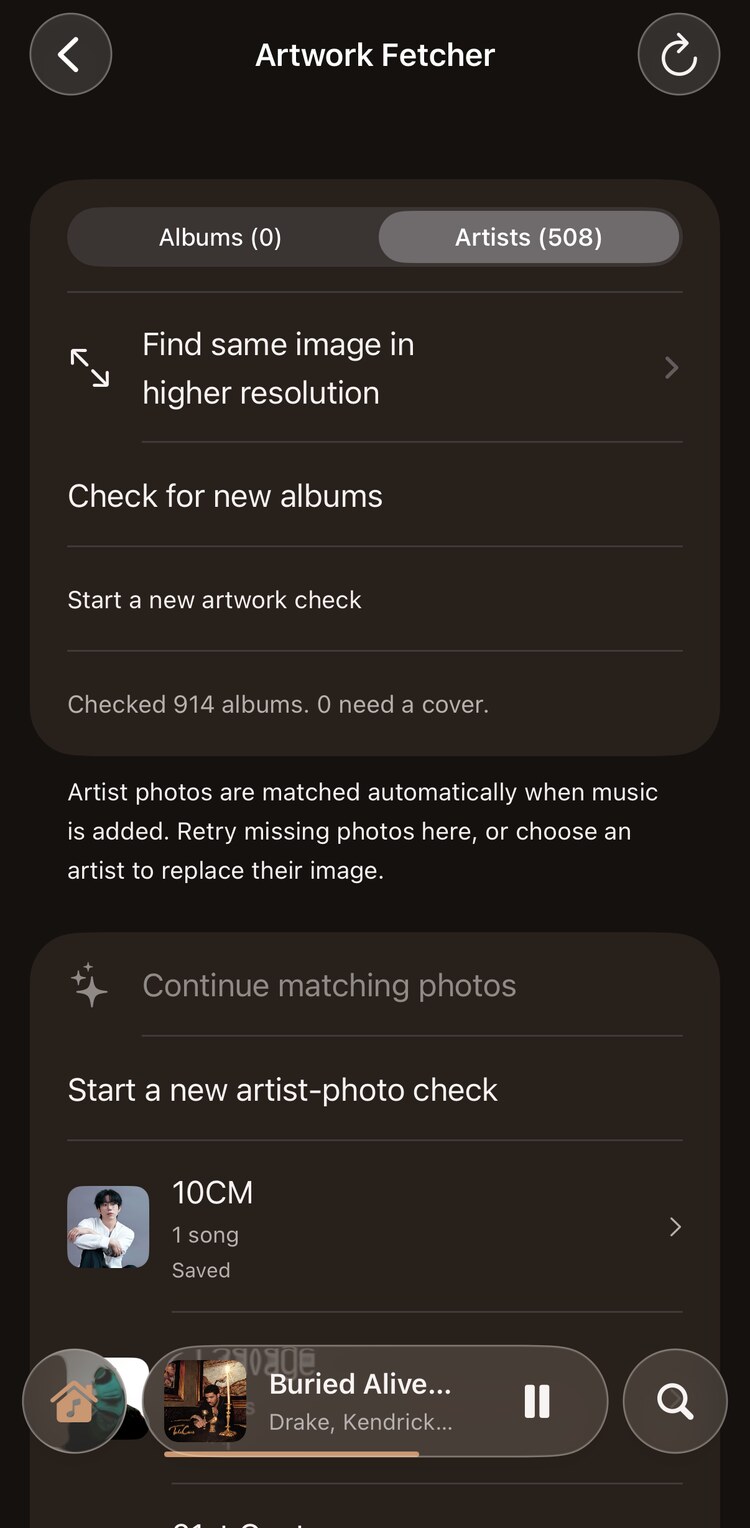 Artwork Fetcher
Albums (0)
Artists (508)
Find same image in
higher resolution
Check for new albums
Start a new artwork check
Checked 914 albums. 0 need a cover.
Artist photos are matched automatically when music
is added. Retry missing photos here, or choose an
artist to replace their image.
Continue matching photos
Start a new artist-photo check
10CM
1 song
Saved
Buried Alive...
Drake, Kendrick...